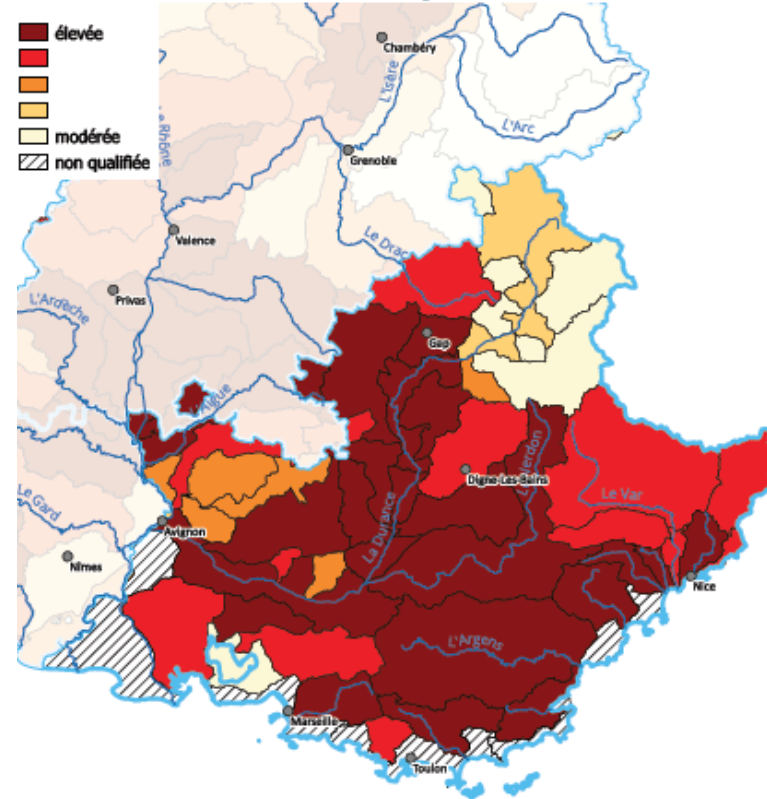 élevée
modérée
non qualifiée
Chambéry
L'Isère
L'Arc
Le Rhône
Grenoble
Valence
Le Drac
Privas
L'Ardèche
Gap
L'Aigue
Digne-Les-Bains
Le Verdon
Le Gard
La Durance
Le Var
Avignon
Nîmes
Nice
L'Argens
Marseille
Toulon